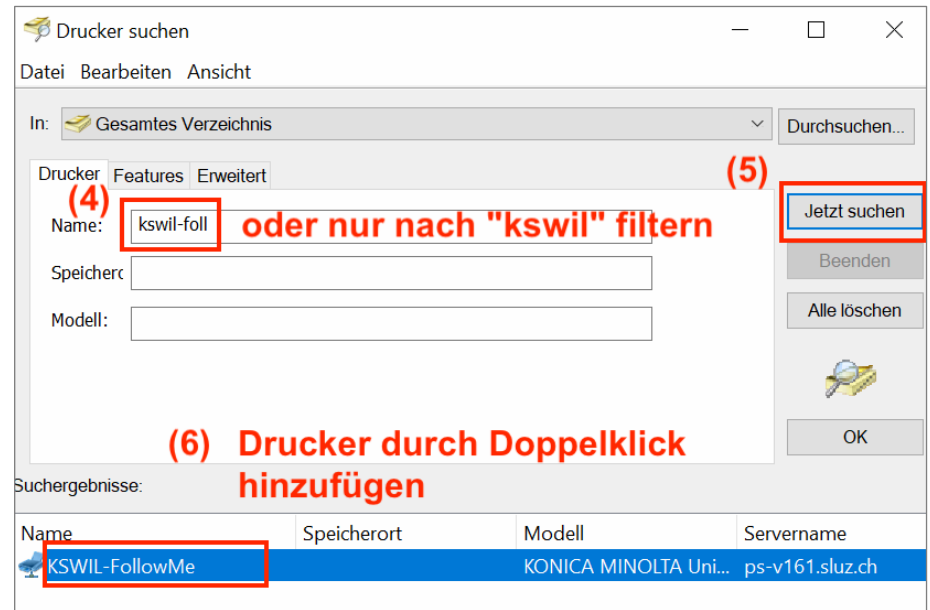 Drucker suchen
Datei Bearbeiten Ansicht
In: Gesamtes Verzeichnis Durchsuchen...
Drucker Features Erweitert
(4) (5)
Name: kswil-foll oder nur nach "kswil" filtern Jetzt suchen
Speicherc
Beenden
Modell: Alle löschen
(6) Drucker durch Doppelklick
hinzufügen
OK
Suchergebnisse:
Name Speicherort Modell Servername
KSWIL-FollowMe KONICA MINOLTA Uni... ps-v161.sluz.ch